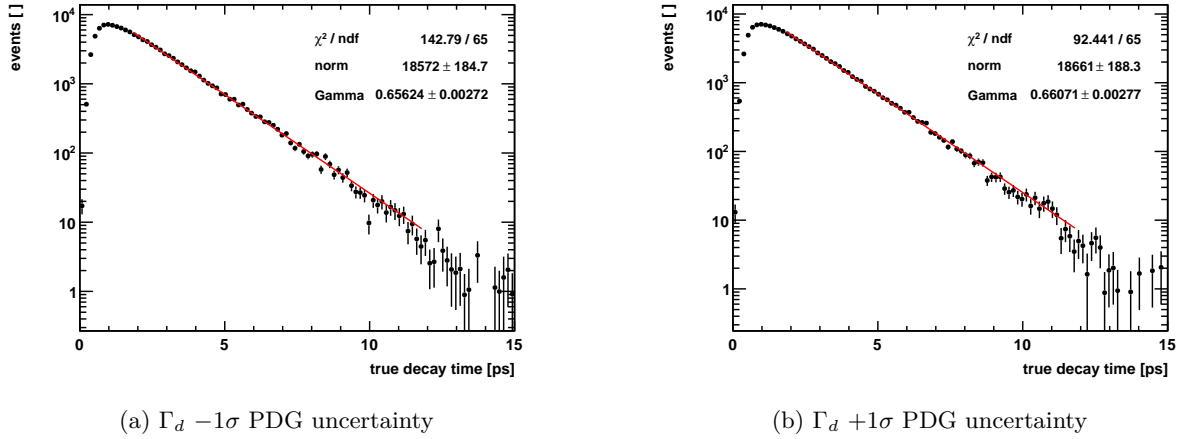 events [ ]
10⁴
10³
10²
10
1
χ² / ndf 142.79 / 65
norm 18572 ± 184.7
Gamma 0.65624 ± 0.00272
0 5 10 15
true decay time [ps]
(a) Γd −1σ PDG uncertainty
events [ ]
10⁴
10³
10²
10
1
χ² / ndf 92.441 / 65
norm 18661 ± 188.3
Gamma 0.66071 ± 0.00277
0 5 10 15
true decay time [ps]
(b) Γd +1σ PDG uncertainty